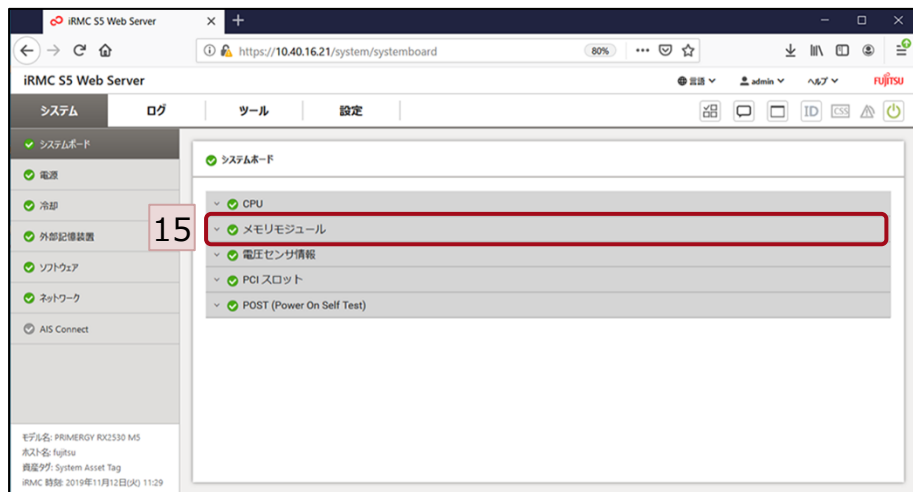 iRMC S5 Web Server
https://10.40.16.21/system/systemboard
80%
iRMC S5 Web Server
言語
admin
ヘルプ
FUJITSU
システム
ログ
ツール
設定
ID
CSS
システムボード
電源
冷却
外部記憶装置
ソフトウェア
ネットワーク
AIS Connect
システムボード
CPU
15
メモリモジュール
電圧センサ情報
PCI スロット
POST (Power On Self Test)
モデル名: PRIMERGY RX2530 M5
ホスト名: fujitsu
資産タグ: System Asset Tag
iRMC 時刻: 2019年11月12日(火) 11:29